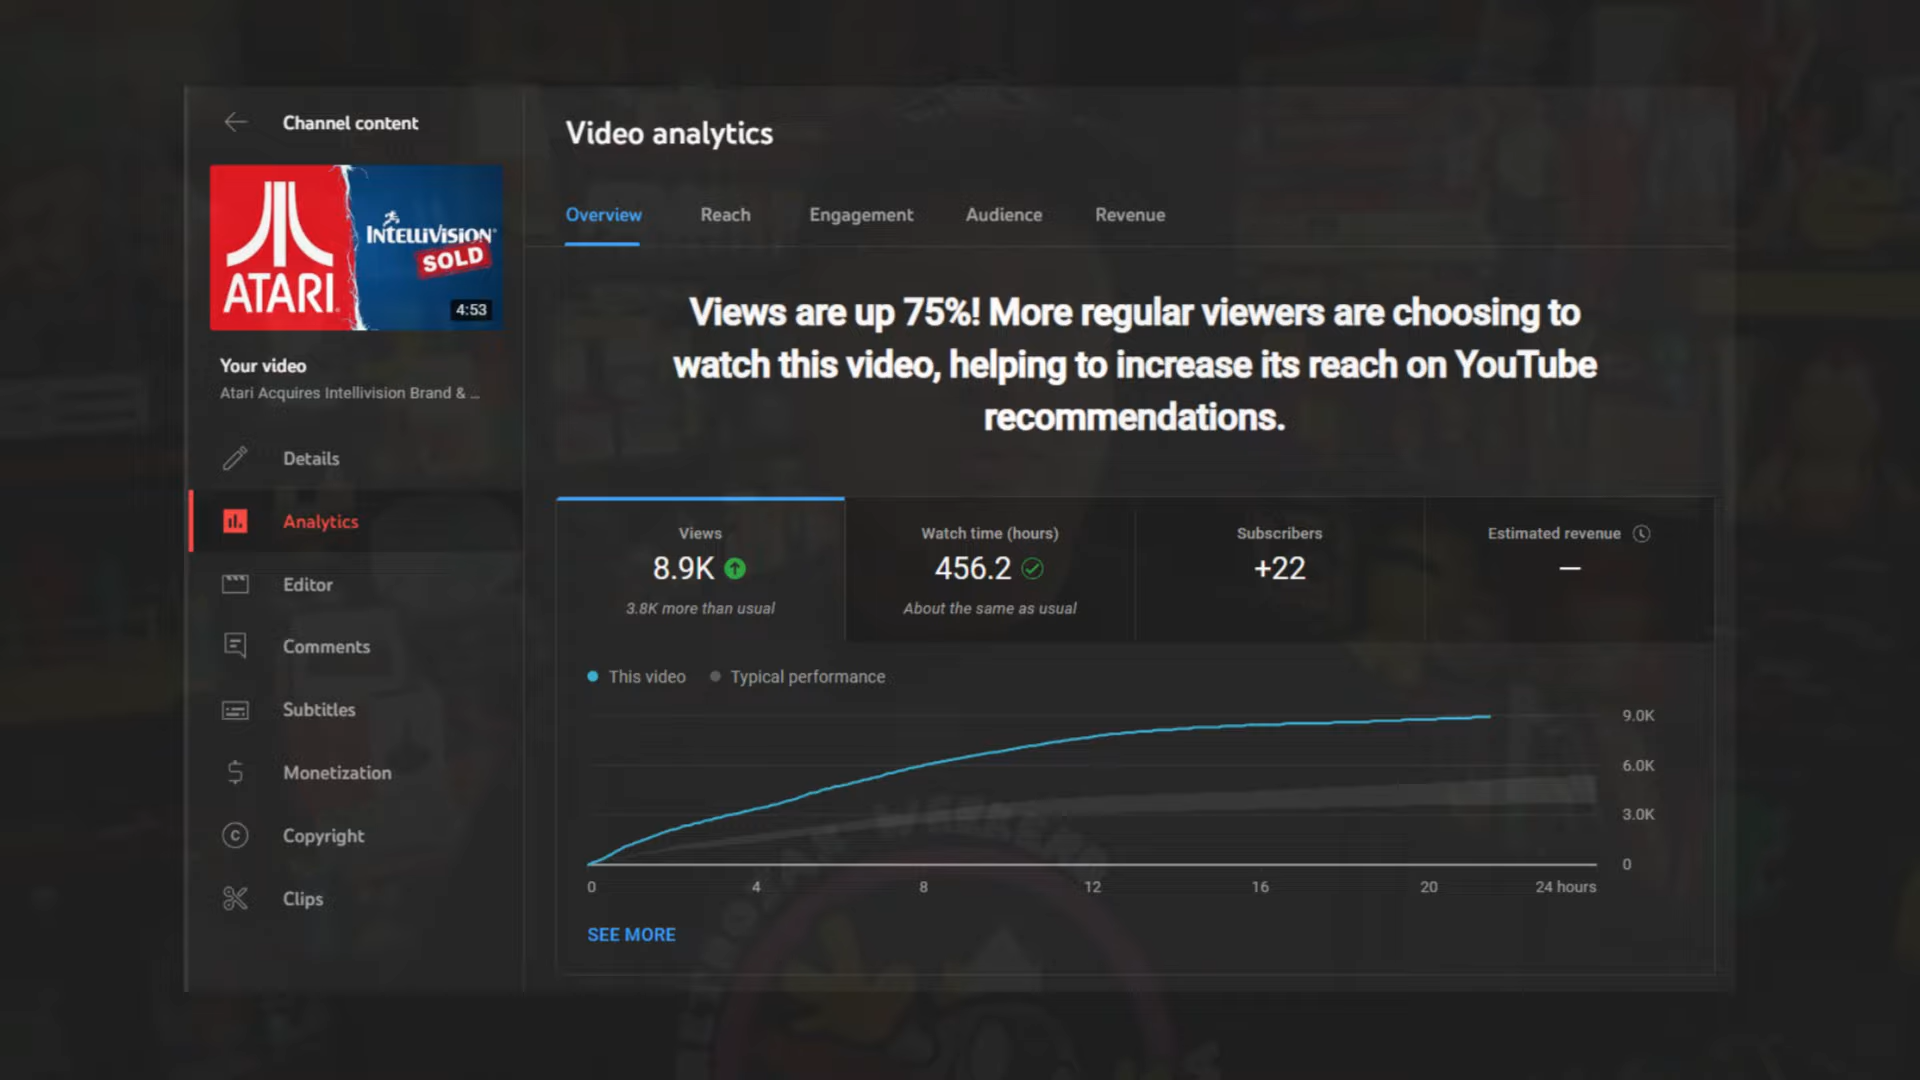 Channel content
ATARI
INTELLIVISION
SOLD
4:53
Your video
Atari Acquires Intellivision Brand & ...
Details
Analytics
Editor
Comments
Subtitles
Monetization
Copyright
Clips
Video analytics
Overview
Reach
Engagement
Audience
Revenue
Views are up 75%! More regular viewers are choosing to
watch this video, helping to increase its reach on YouTube
recommendations.
Views
8.9K
3.8K more than usual
Watch time (hours)
456.2
About the same as usual
Subscribers
+22
Estimated revenue
—
This video
Typical performance
9.0K
6.0K
3.0K
0
0
4
8
12
16
20
24 hours
SEE MORE